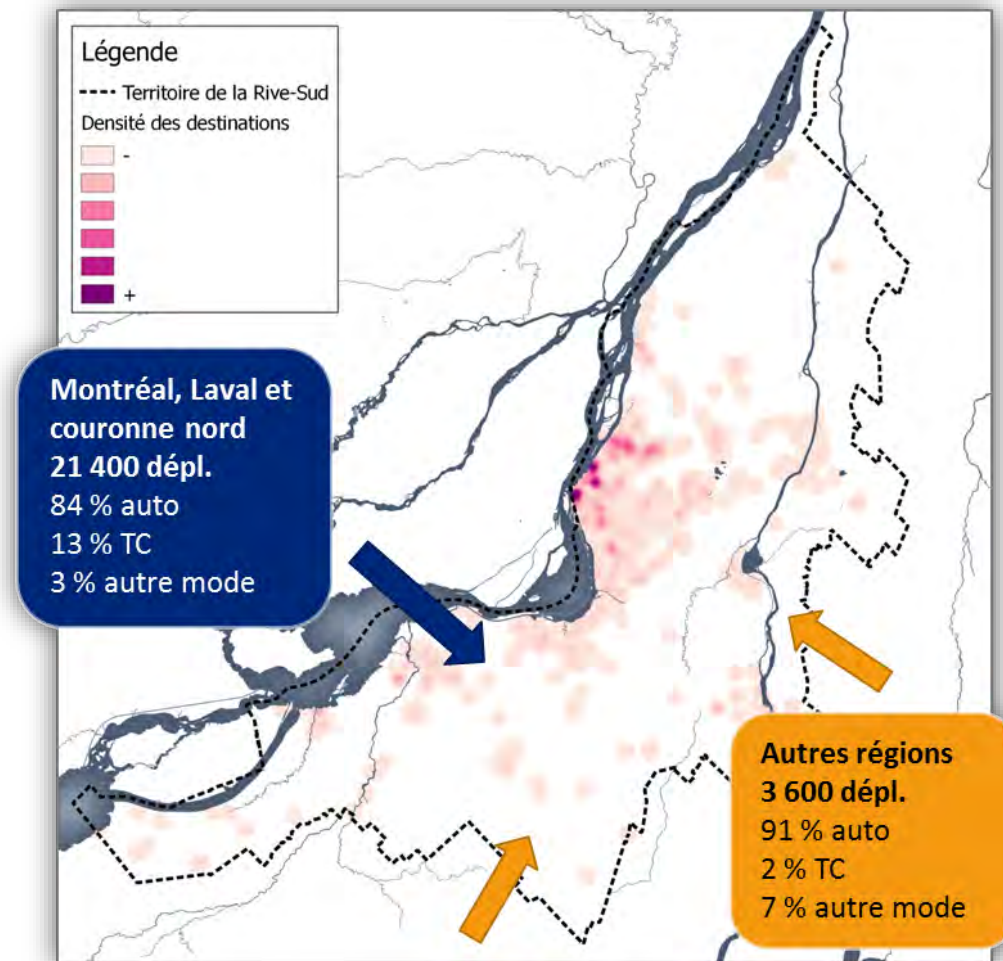 Légende
Territoire de la Rive-Sud
Densité des destinations
-
+
Montréal, Laval et
couronne nord
21 400 dépl.
84 % auto
13 % TC
3 % autre mode
Autres régions
3 600 dépl.
91 % auto
2 % TC
7 % autre mode